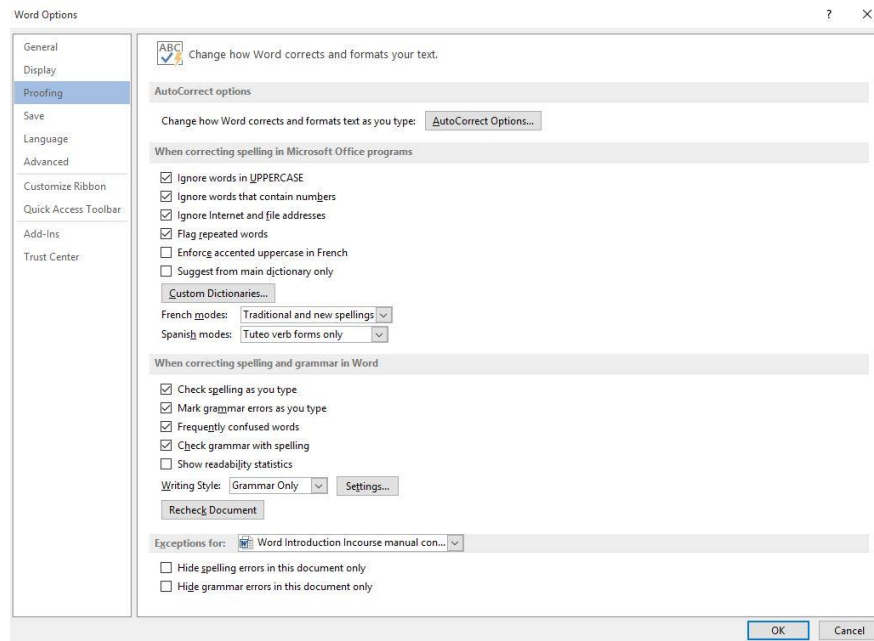 Word Options
?
General
Display
Proofing
Save
Language
Advanced
Customize Ribbon
Quick Access Toolbar
Add-Ins
Trust Center
ABC
Change how Word corrects and formats your text.
AutoCorrect options
Change how Word corrects and formats text as you type: AutoCorrect Options...
When correcting spelling in Microsoft Office programs
Ignore words in UPPERCASE
Ignore words that contain numbers
Ignore Internet and file addresses
Flag repeated words
Enforce accented uppercase in French
Suggest from main dictionary only
Custom Dictionaries...
French modes: Traditional and new spellings
Spanish modes: Tuteo verb forms only
When correcting spelling and grammar in Word
Check spelling as you type
Mark grammar errors as you type
Frequently confused words
Check grammar with spelling
Show readability statistics
Writing Style: Grammar Only Settings...
Recheck Document
Exceptions for: Word Introduction Incourse manual con...
Hide spelling errors in this document only
Hide grammar errors in this document only
OK Cancel